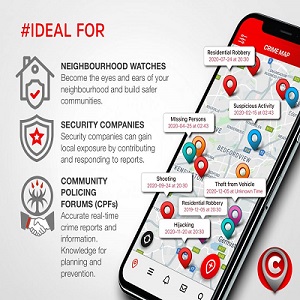 #IDEAL FOR
NEIGHBOURHOOD WATCHES
Become the eyes and ears of your
neighbourhood and build safer
communities.
SECURITY COMPANIES
Security companies can gain
local exposure by contributing
and responding to reports.
COMMUNITY
POLICING
FORUMS (CPFs)
Accurate real-time
crime reports and
information.
Knowledge for
planning and
prevention.
CRIME MAP
Residential Robbery
2020-07-24 at 20:30
Suspicious Activity
2020-02-15 at 02:43
Missing Persons
2020-04-25 at 02:43
BEDFORDVIEW
Shooting
2020-09-24 at 20:30
Theft from Vehicle
2020-12-05 at Unknown Time
Residential Robbery
2019-12-05 at 20:30
Hijacking
2020-11-20 at 20:30
C